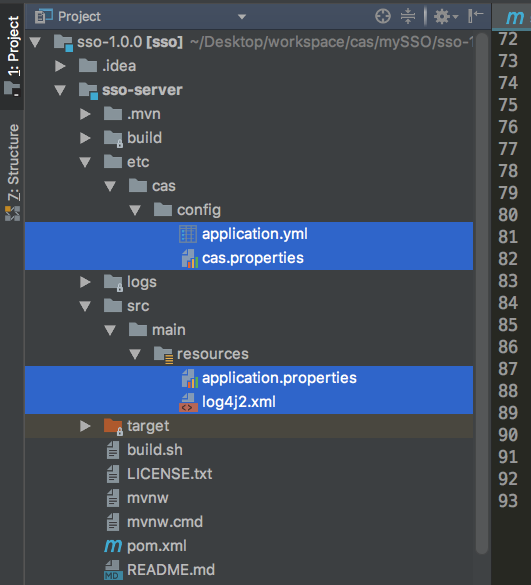 Project
sso-1.0.0 [sso] ~/Desktop/workspace/cas/mySSO/sso-1
.idea
sso-server
.mvn
build
etc
cas
config
application.yml
cas.properties
logs
src
main
resources
application.properties
log4j2.xml
target
build.sh
LICENSE.txt
mvnw
mvnw.cmd
m pom.xml
MD README.md
1: Project
Z: Structure
m
72
73
74
75
76
77
78
79
80
81
82
83
84
85
86
87
88
89
90
91
92
93